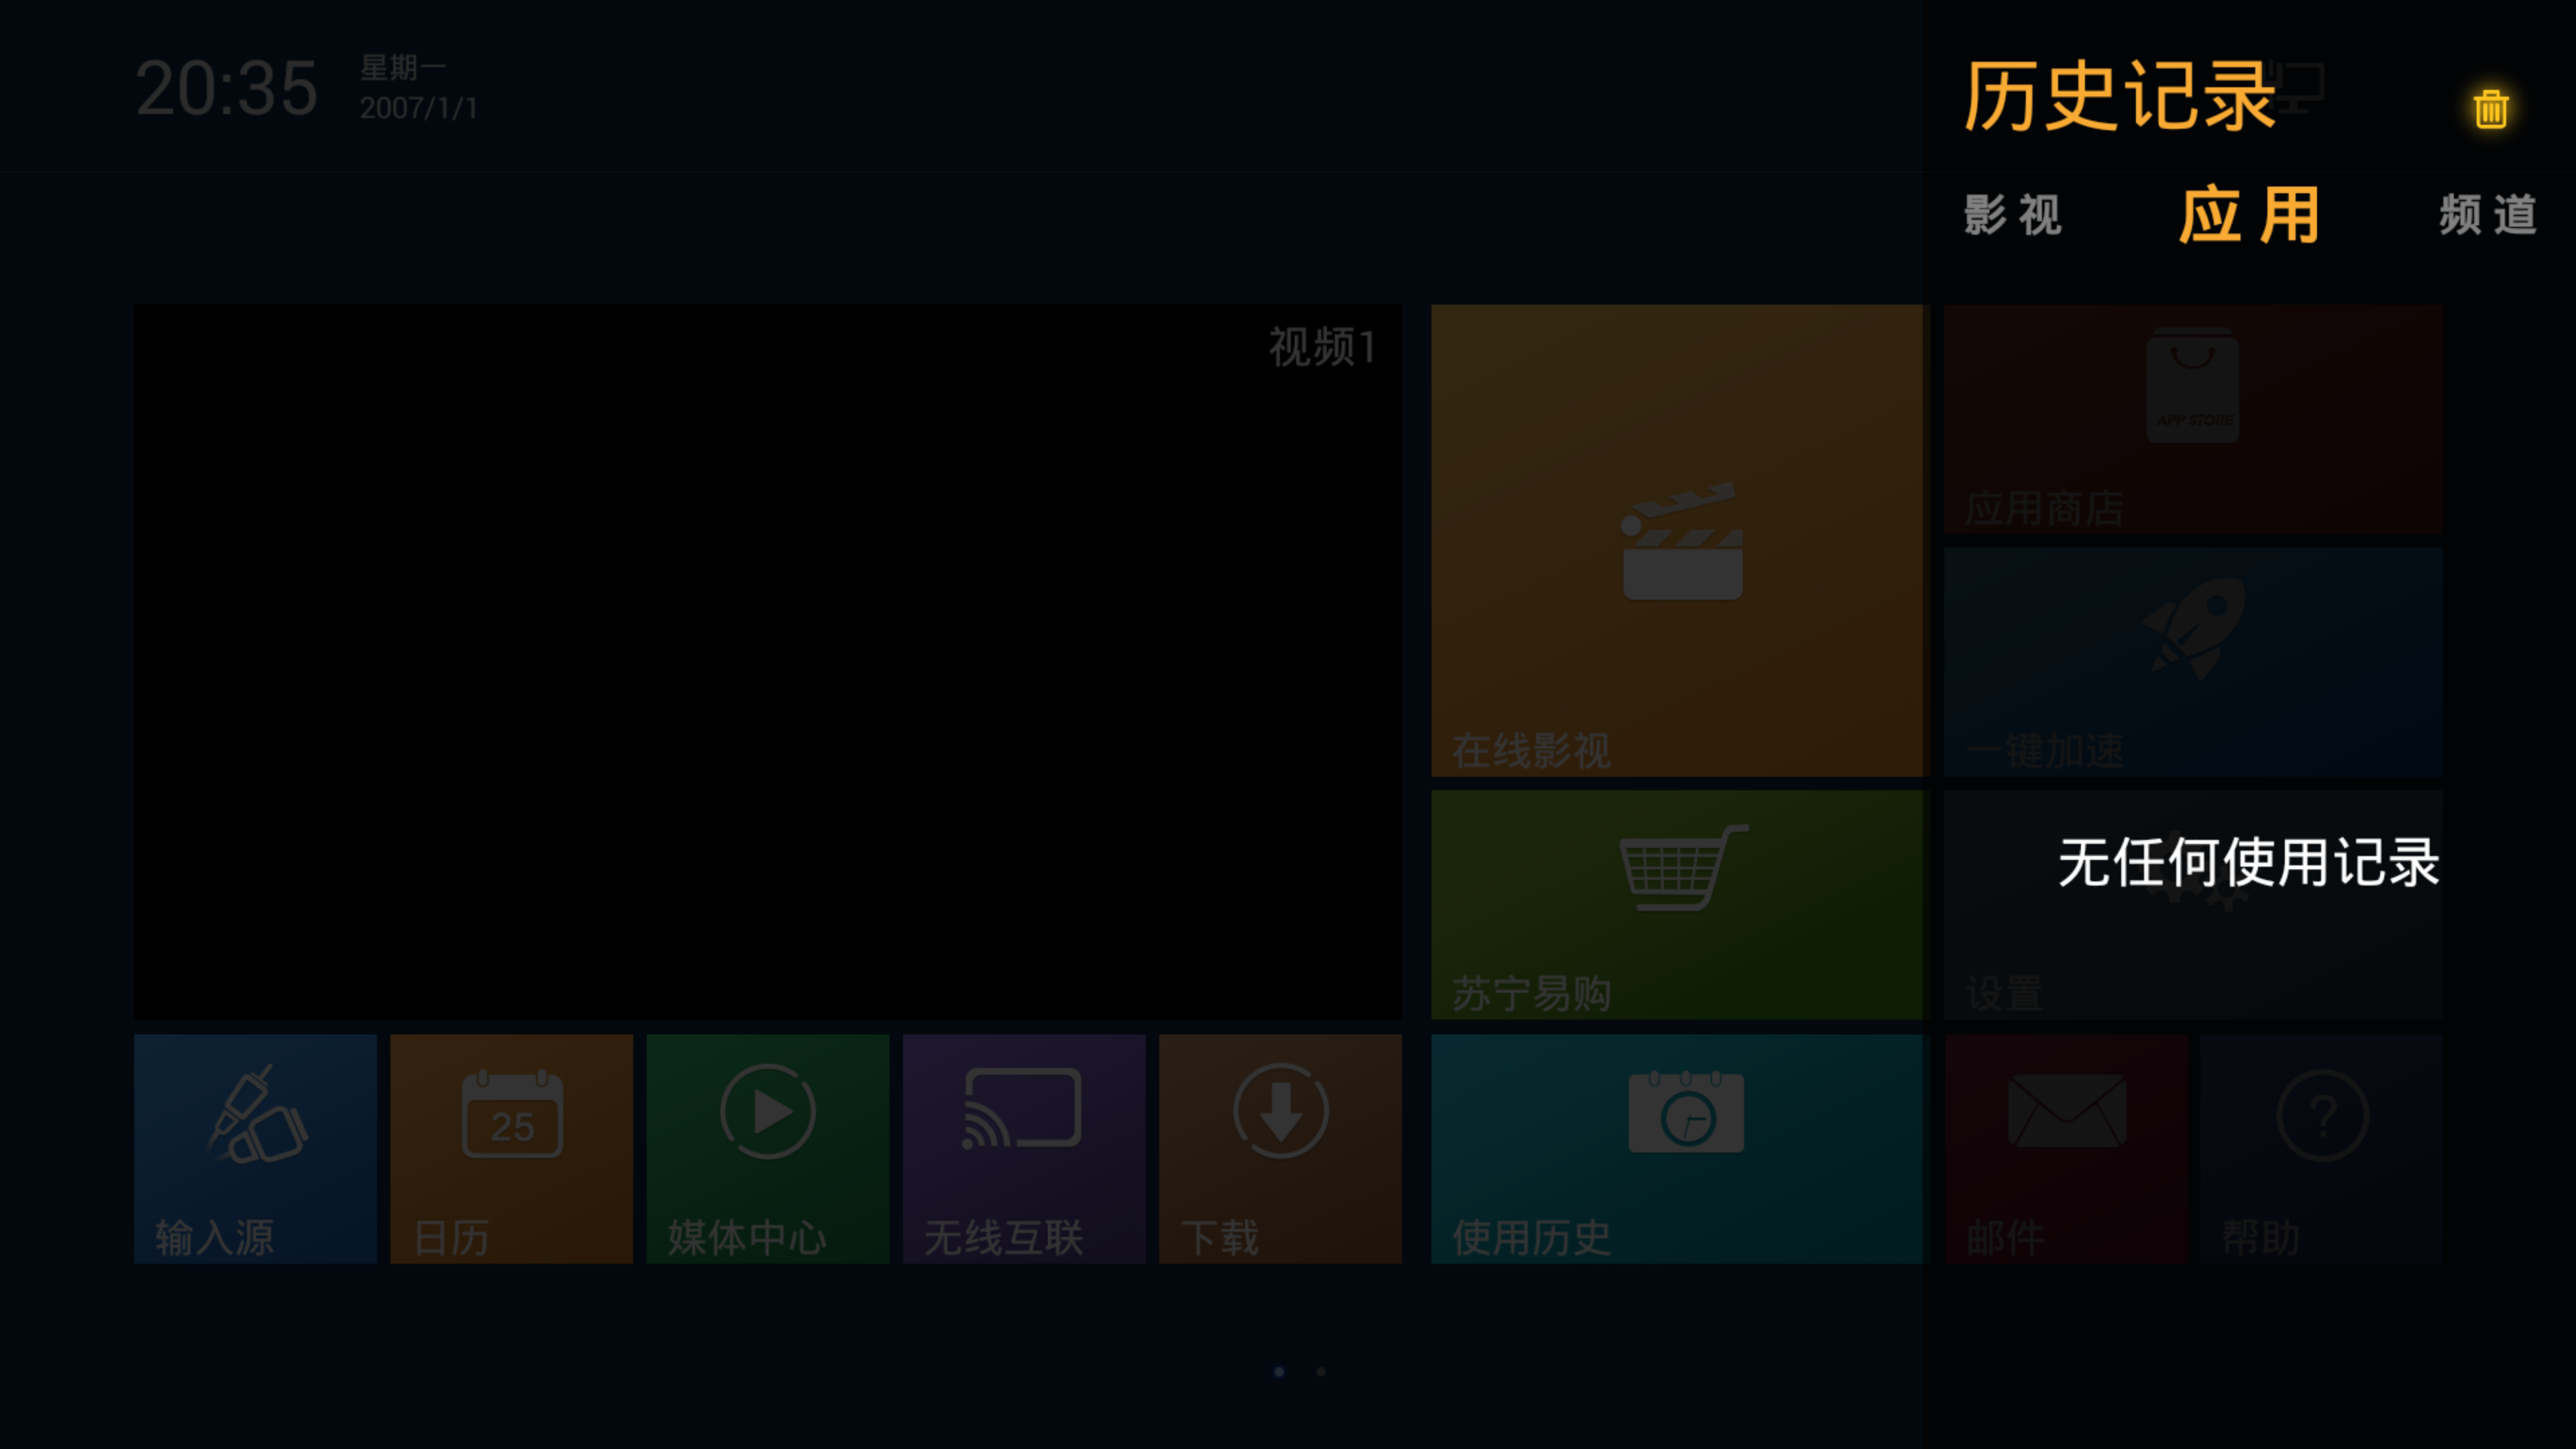 20:35
星期一
2007/1/1
历史记录
影视
应用
频道
视频1
APP STORE
应用商店
在线影视
一键加速
无任何使用记录
苏宁易购
设置
25
?
输入源
日历
媒体中心
无线互联
下载
使用历史
邮件
帮助